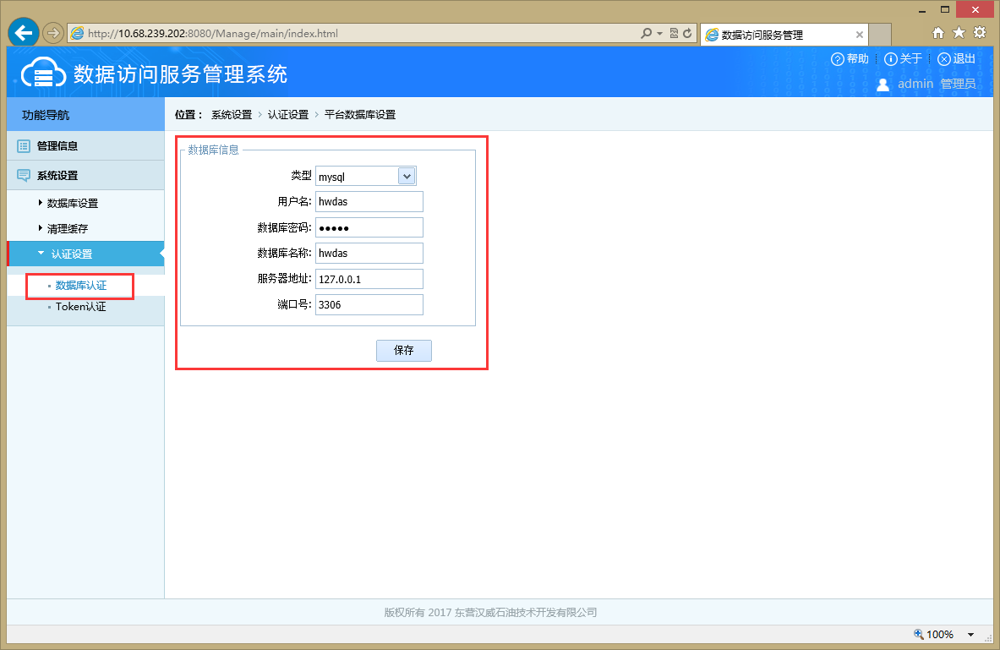 http://10.68.239.202:8080/Manage/main/index.html
数据访问服务管理
数据访问服务管理系统
帮助
关于
退出
admin 管理员
功能导航
位置： 系统设置 › 认证设置 › 平台数据库设置
管理信息
系统设置
数据库设置
清理缓存
认证设置
数据库认证
Token认证
数据库信息
类型 mysql
用户名: hwdas
数据库密码: ●●●●●
数据库名称: hwdas
服务器地址: 127.0.0.1
端口号: 3306
保存
版权所有 2017 东营汉威石油技术开发有限公司
100%